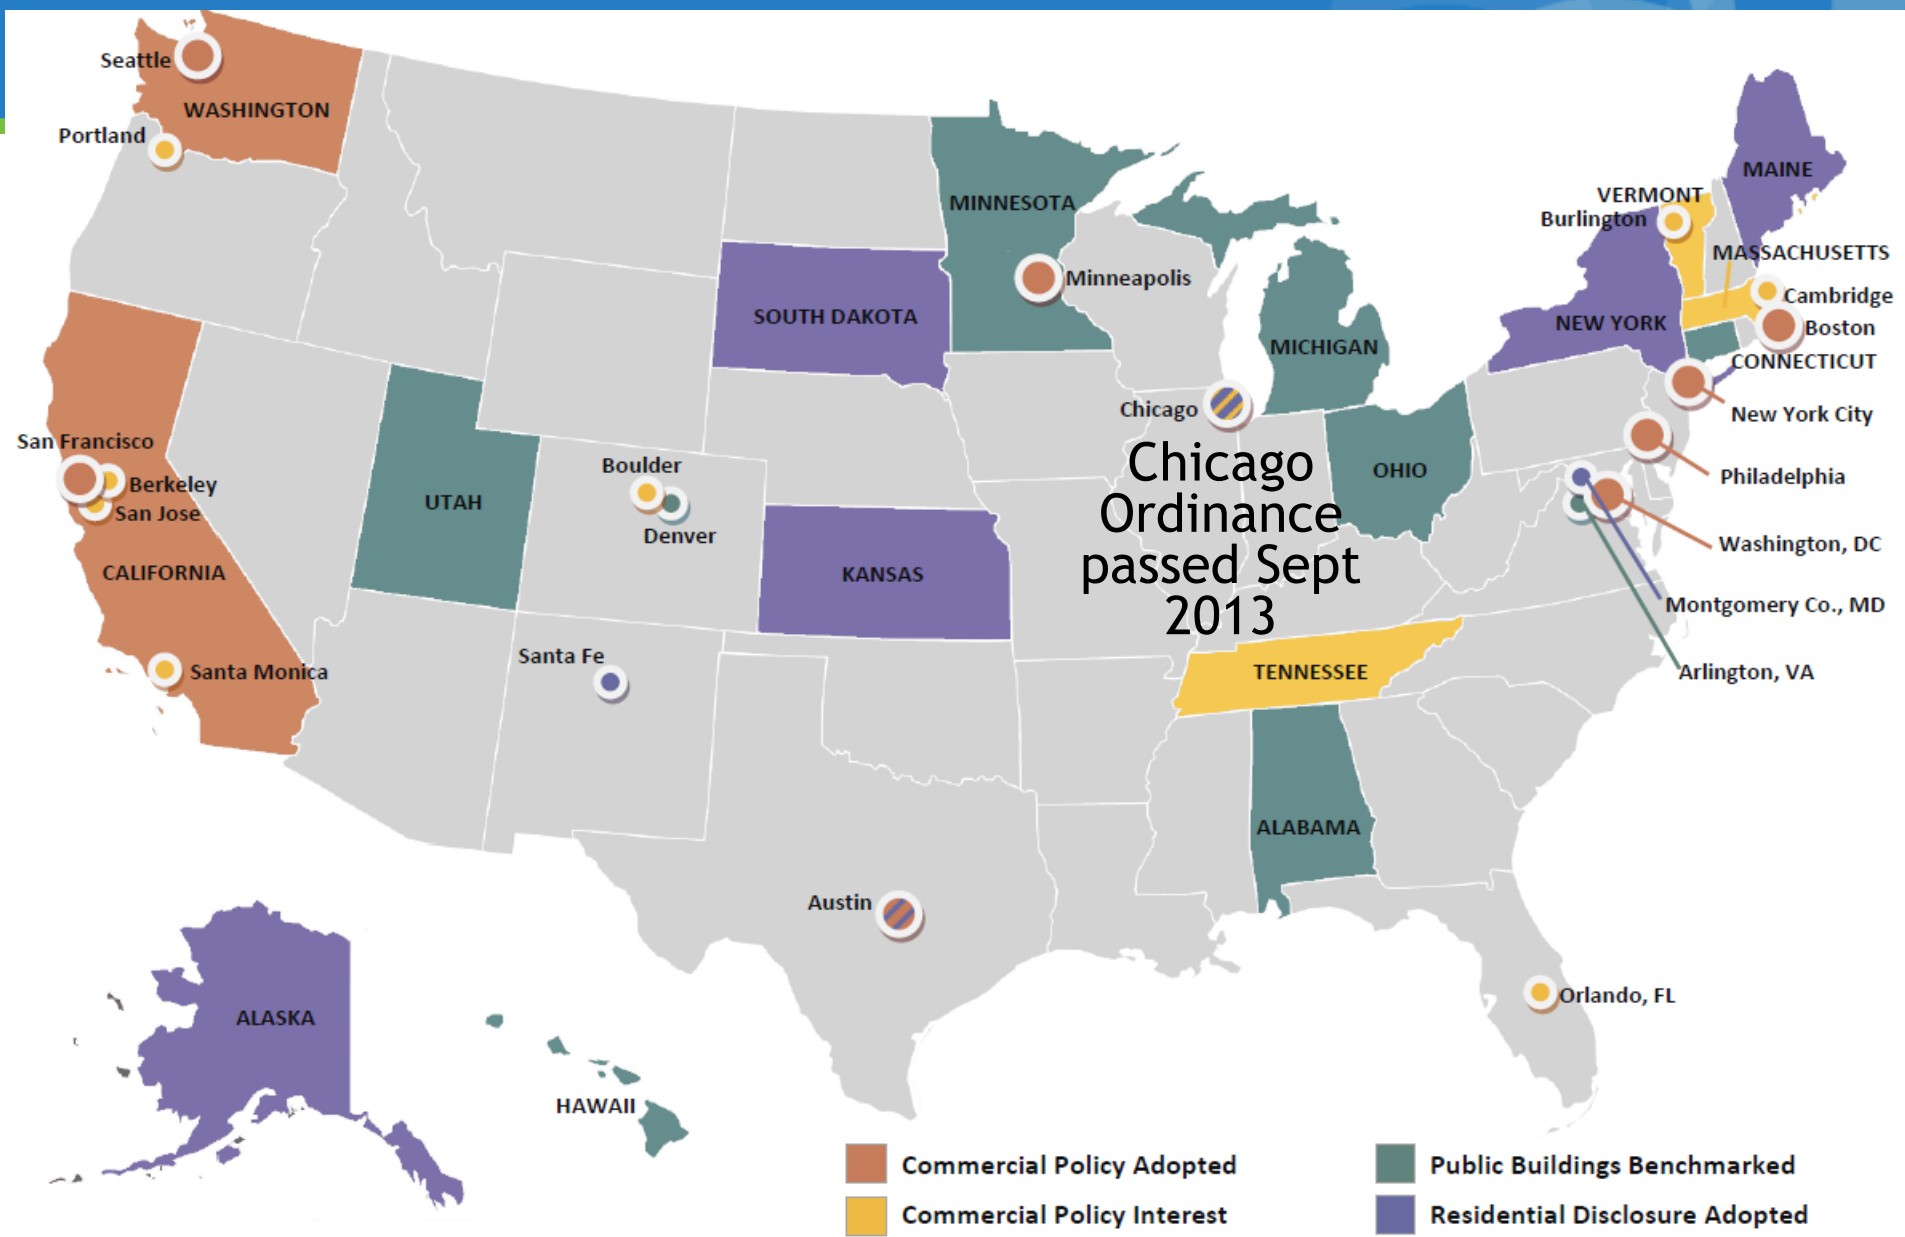 Seattle
WASHINGTON
Portland
MINNESOTA
Minneapolis
SOUTH DAKOTA
MICHIGAN
MAINE
VERMONT
Burlington
MASSACHUSETTS
Cambridge
Boston
NEW YORK
CONNECTICUT
New York City
Philadelphia
Washington, DC
Montgomery Co., MD
Arlington, VA
San Francisco
Berkeley
San Jose
CALIFORNIA
Santa Monica
UTAH
Boulder
Denver
Santa Fe
KANSAS
Chicago
Chicago
Ordinance
passed Sept
2013
OHIO
TENNESSEE
ALABAMA
Austin
Orlando, FL
ALASKA
HAWAII
Commercial Policy Adopted
Commercial Policy Interest
Public Buildings Benchmarked
Residential Disclosure Adopted